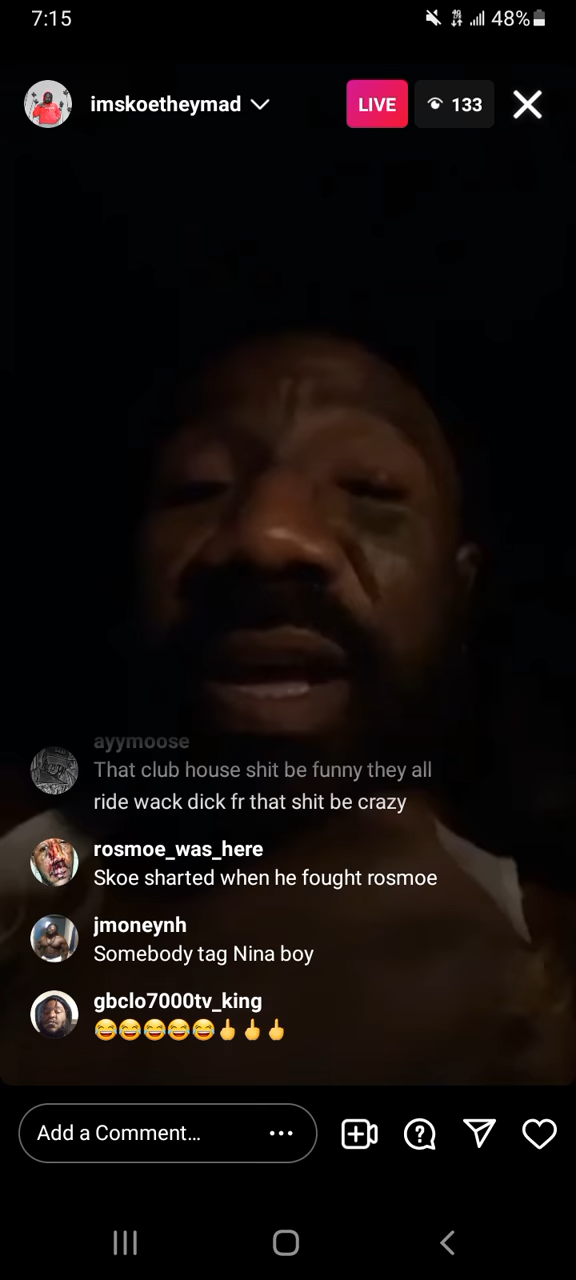 7:15
48%
imskoetheymad
LIVE
133
ayymoose
That club house shit be funny they all
ride wack dick fr that shit be crazy
rosmoe_was_here
Skoe sharted when he fought rosmoe
jmoneynh
Somebody tag Nina boy
gbclo7000tv_king
😂😂😂😂😂🖕🖕🖕
Add a Comment...